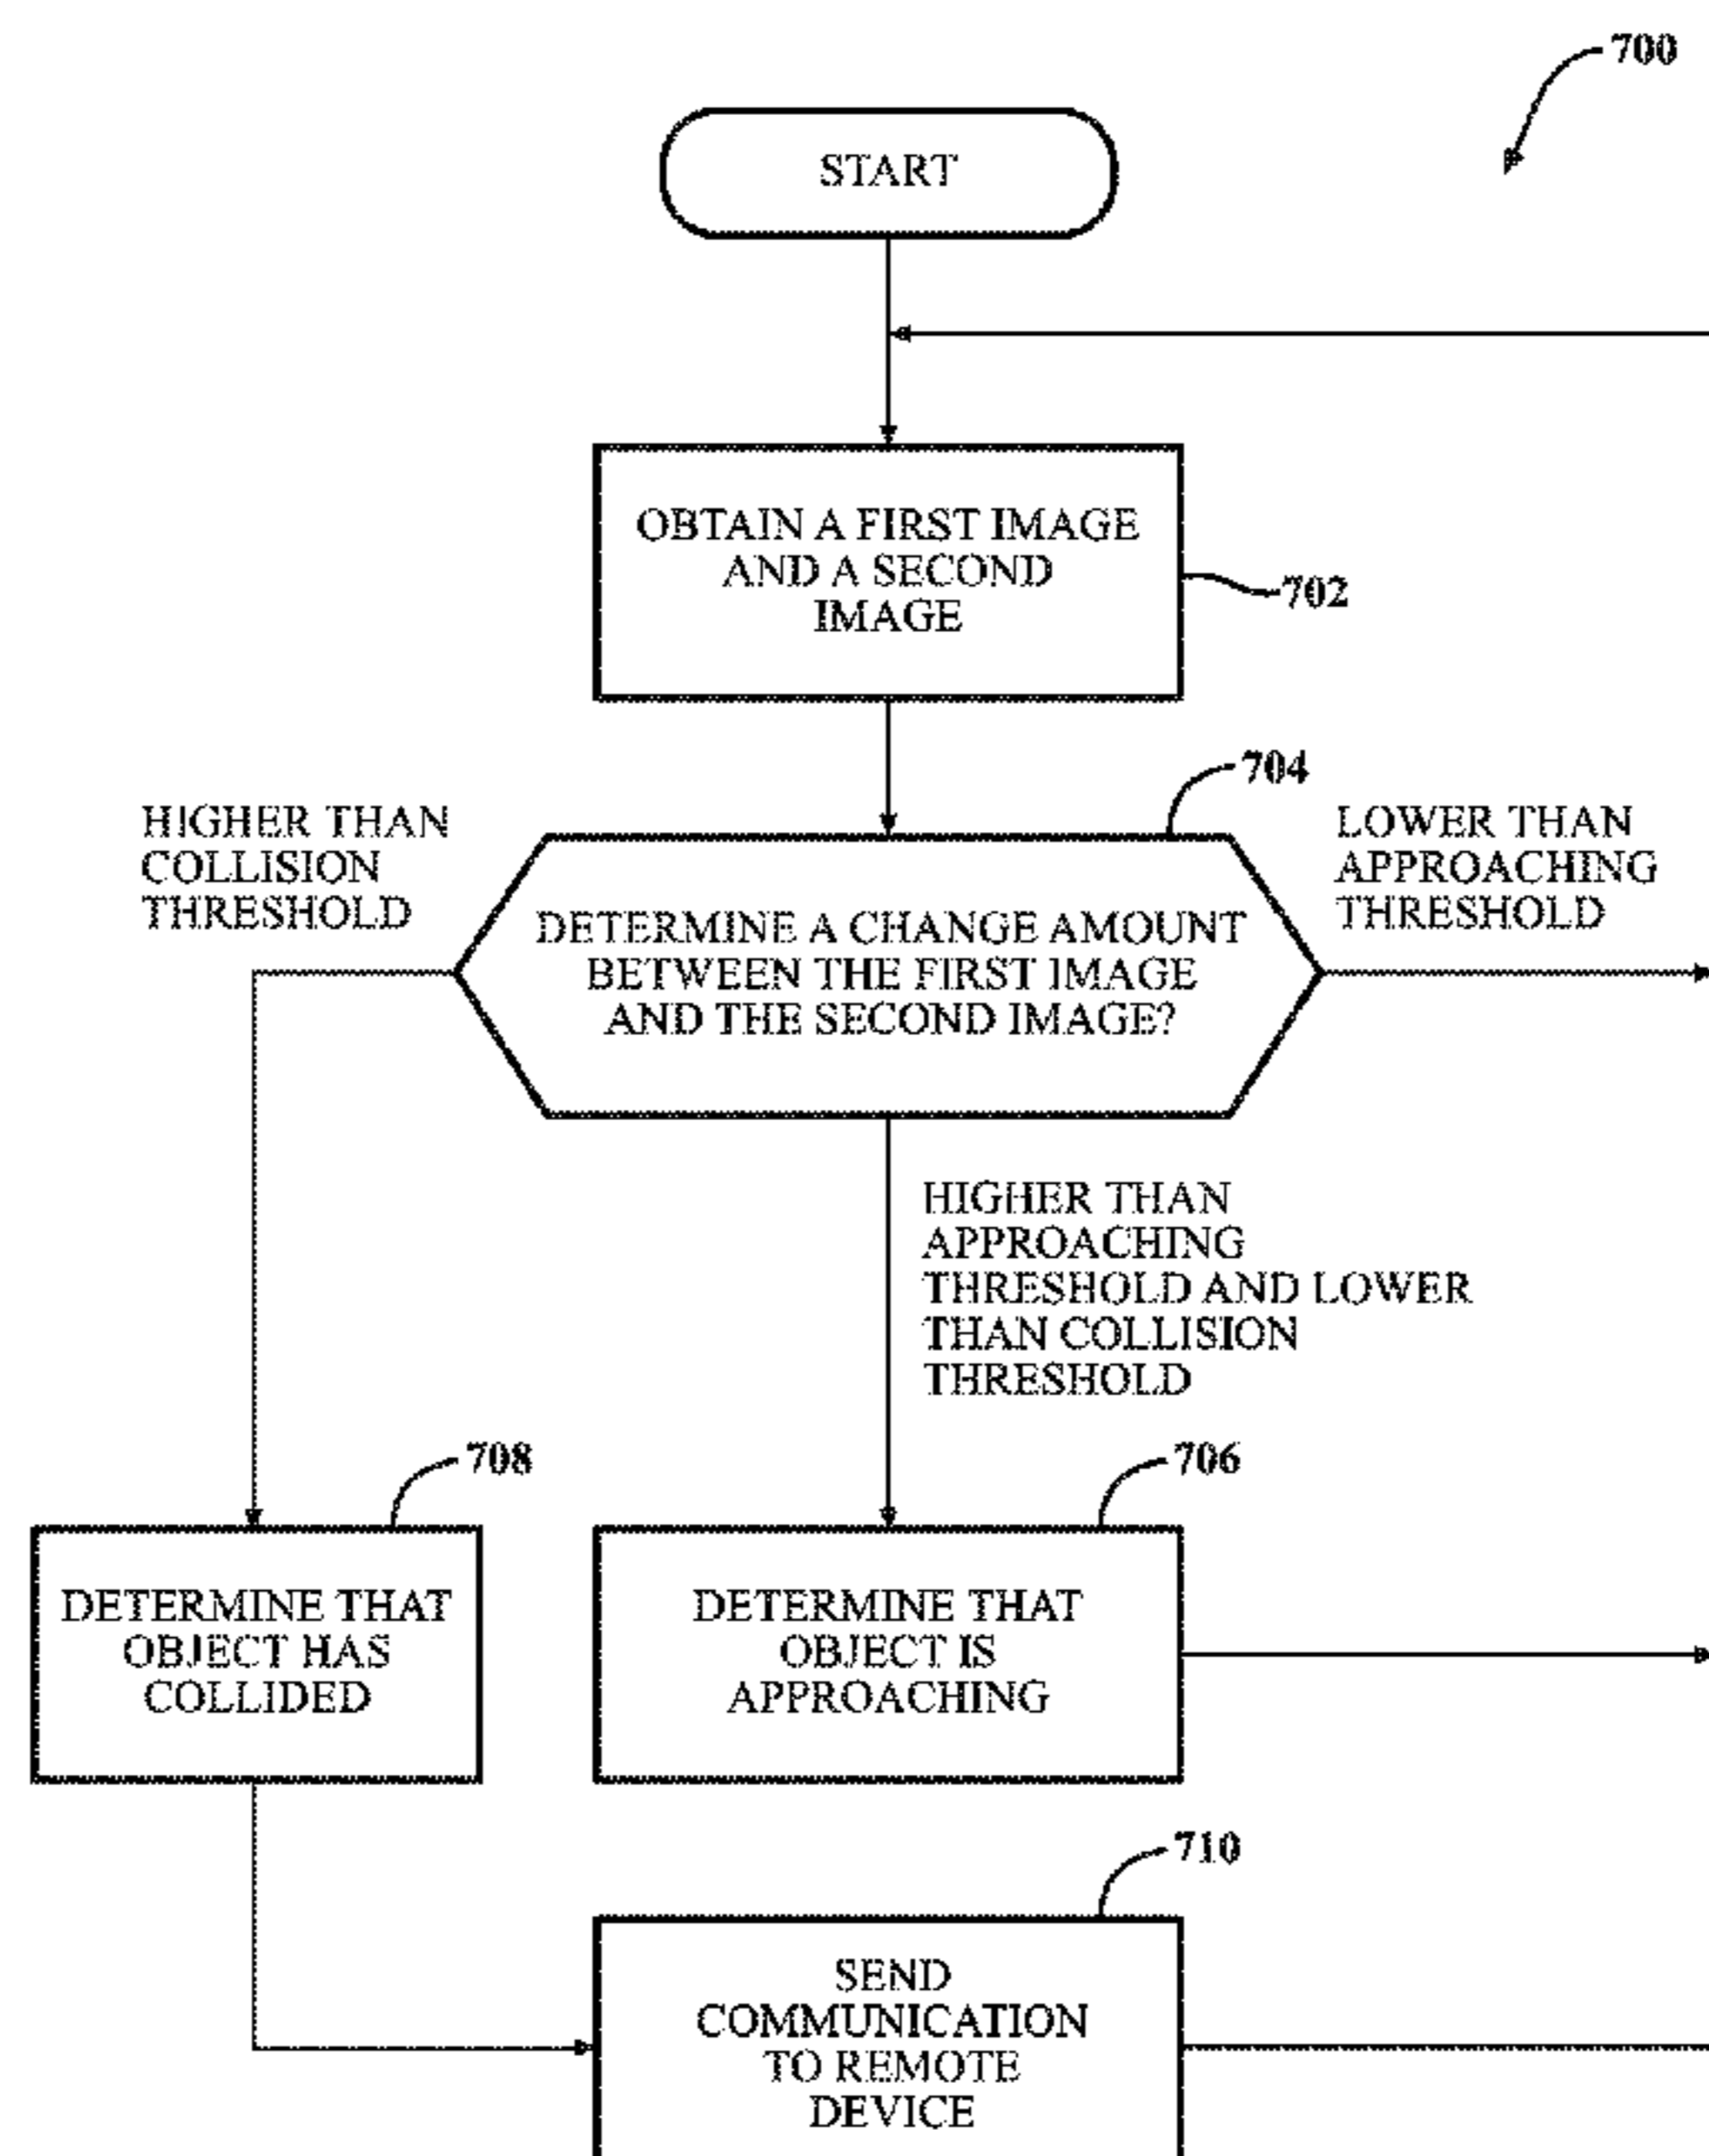 700
START
OBTAIN A FIRST IMAGE
AND A SECOND
IMAGE
702
704
HIGHER THAN
COLLISION
THRESHOLD
LOWER THAN
APPROACHING
THRESHOLD
DETERMINE A CHANGE AMOUNT
BETWEEN THE FIRST IMAGE
AND THE SECOND IMAGE?
HIGHER THAN
APPROACHING
THRESHOLD AND LOWER
THAN COLLISION
THRESHOLD
708
706
DETERMINE THAT
OBJECT HAS
COLLIDED
DETERMINE THAT
OBJECT IS
APPROACHING
710
SEND
COMMUNICATION
TO REMOTE
DEVICE